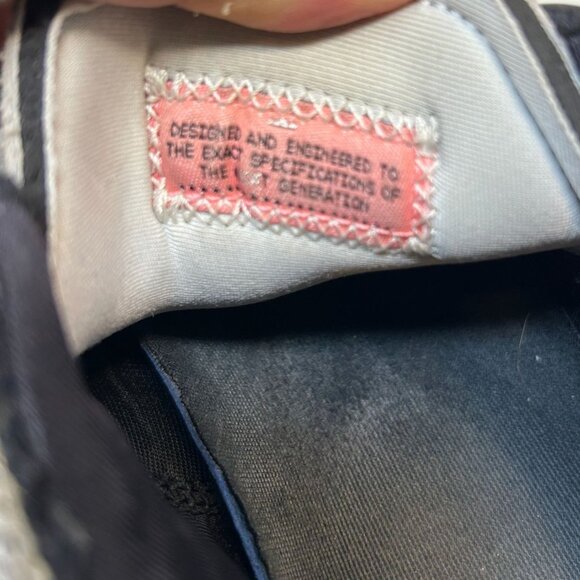 DESIGNED AND ENGINEERED TO
THE EXACT SPECIFICATIONS OF
THE GENERATION